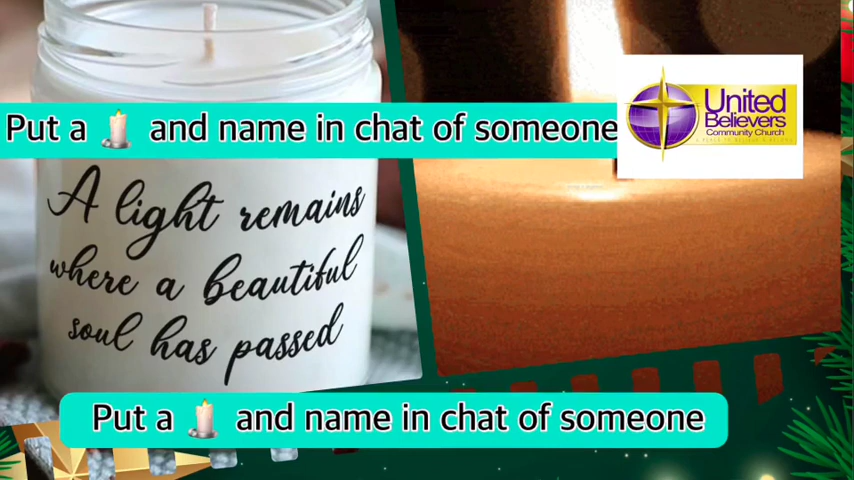 Put a 🕯️ and name in chat of someone
United
Believers
Community Church
A light remains
where a beautiful
soul has passed
Put a 🕯️ and name in chat of someone